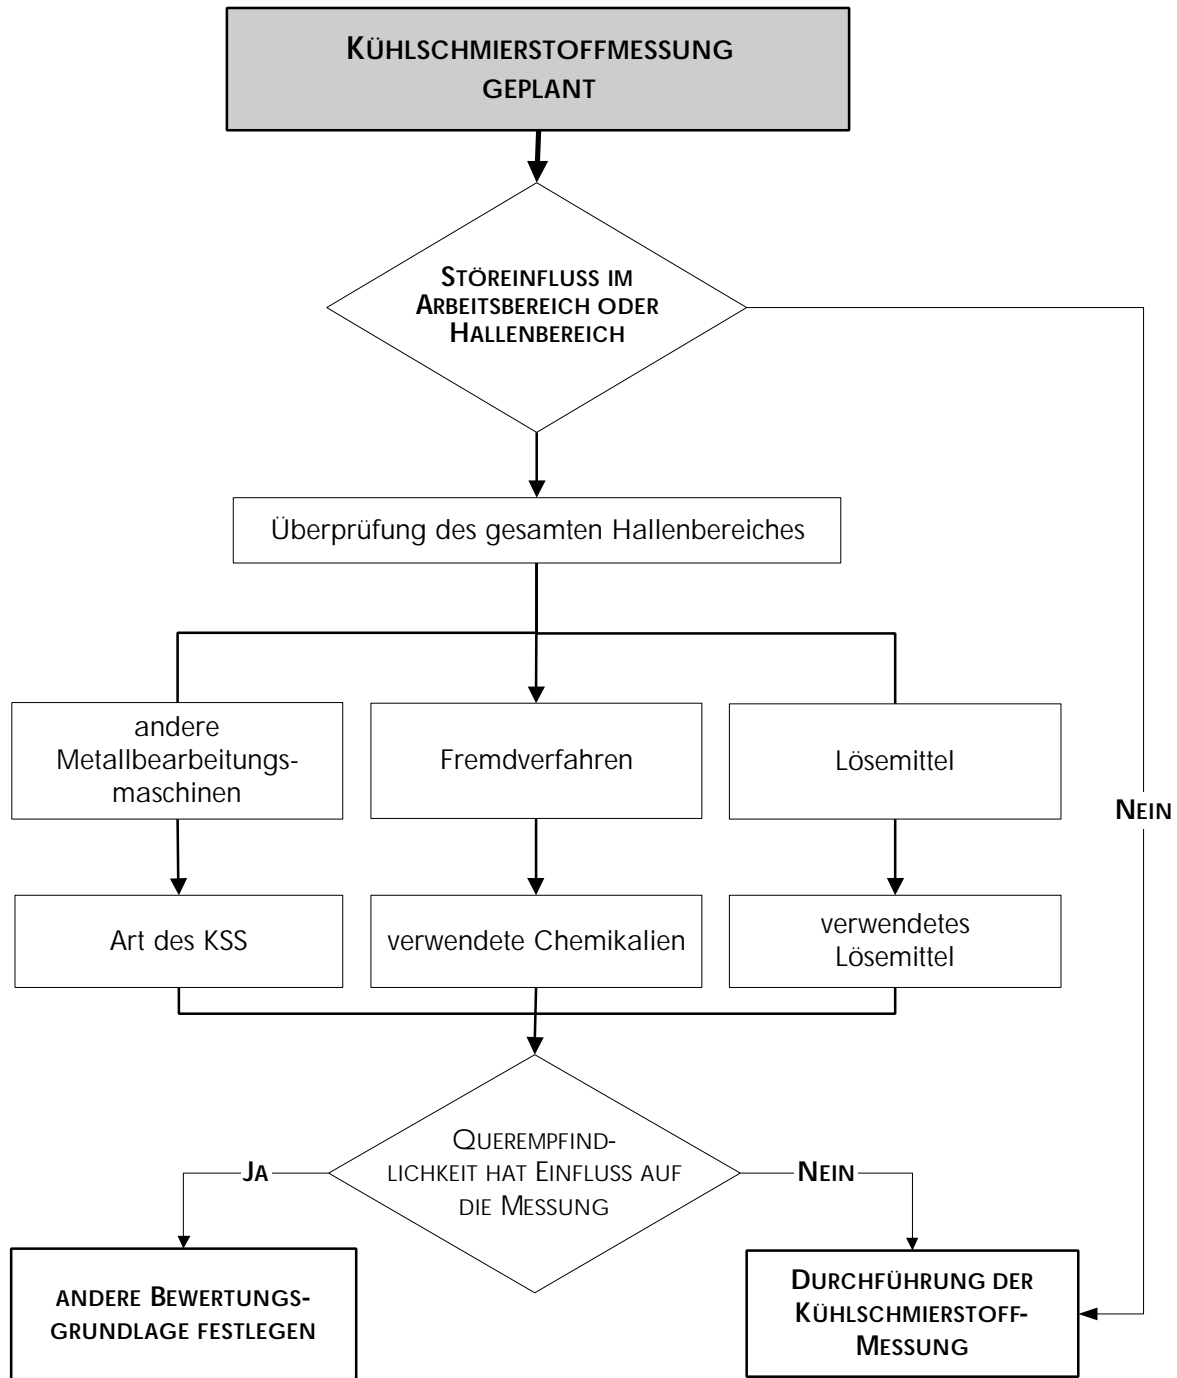 KÜHLSCHMIERSTOFFMESSUNG
GEPLANT
STÖREINFLUSS IM
ARBEITSBEREICH ODER
HALLENBEREICH
Überprüfung des gesamten Hallenbereiches
andere
Metallbearbeitungs-
maschinen
Fremdverfahren
Lösemittel
NEIN
Art des KSS
verwendete Chemikalien
verwendetes
Lösemittel
QUEREMPFIND-
LICHKEIT HAT EINFLUSS AUF
DIE MESSUNG
JA
NEIN
ANDERE BEWERTUNGS-
GRUNDLAGE FESTLEGEN
DURCHFÜHRUNG DER
KÜHLSCHMIERSTOFF-
MESSUNG